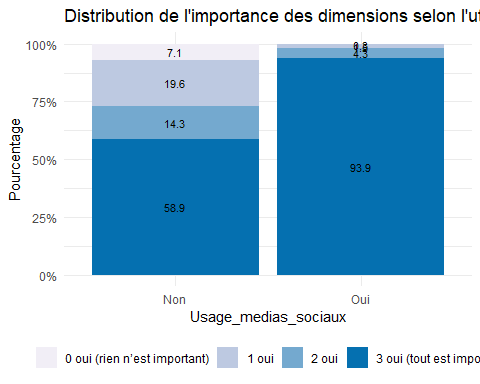 Distribution de l'importance des dimensions selon l'ut
100%
75%
50%
25%
0%
Pourcentage
7.1
19.6
14.3
58.9
4.3
93.9
Non
Oui
Usage_medias_sociaux
0 oui (rien n'est important)
1 oui
2 oui
3 oui (tout est impo